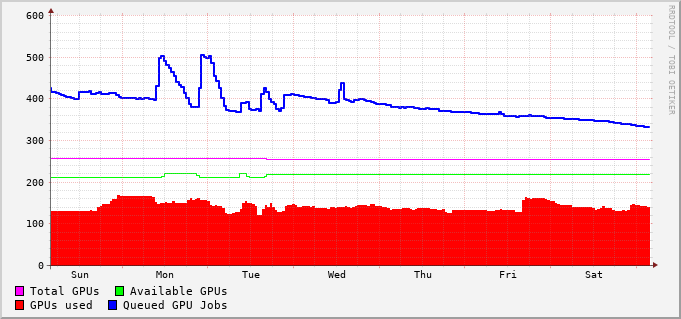 600
500
400
300
200
100
0
Sun Mon Tue Wed Thu Fri Sat
Total GPUs Available GPUs
GPUs used Queued GPU Jobs
RRDTOOL / TOBI OETIKER